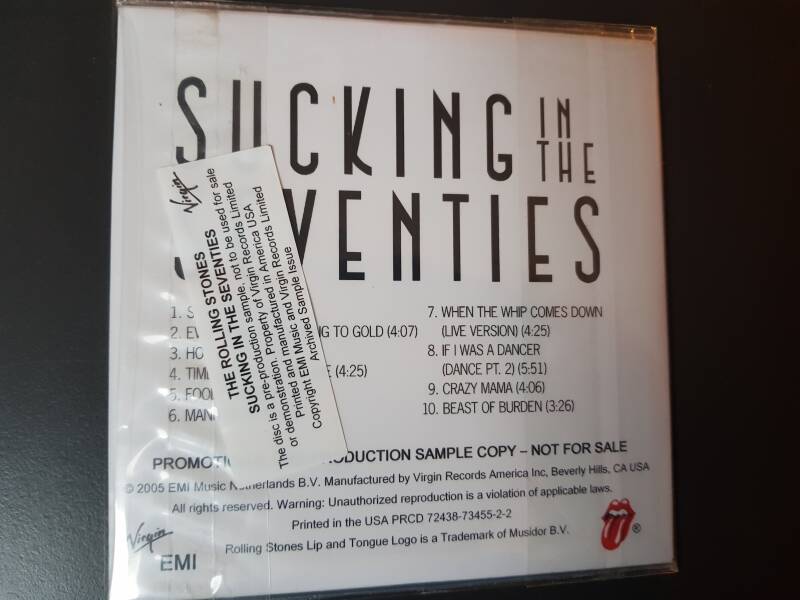 SUCKING IN
THE
VENTIES
Virgin
THE ROLLING STONES
SUCKING IN THE SEVENTIES
The disc is a pre-production sample, not to be used for sale
or demonstration. Property of Virgin Records USA
Printed and manufactured in America
and Virgin Records Limited
Copyright EMI Music and
Archived Sample Issue
1. S
2. EV NG TO GOLD (4:07)
3. HO
4. TIM E (4:25)
5. FOO
6. MAN
7. WHEN THE WHIP COMES DOWN
(LIVE VERSION) (4:25)
8. IF I WAS A DANCER
(DANCE PT. 2) (5:51)
9. CRAZY MAMA (4:06)
10. BEAST OF BURDEN (3:26)
PROMOTI ODUCTION SAMPLE COPY – NOT FOR SALE
© 2005 EMI Music Netherlands B.V. Manufactured by Virgin Records America Inc, Beverly Hills, CA USA
All rights reserved. Warning: Unauthorized reproduction is a violation of applicable laws.
Printed in the USA PRCD 72438-73455-2-2
Virgin
EMI
Rolling Stones Lip and Tongue Logo is a Trademark of Musidor B.V.
®